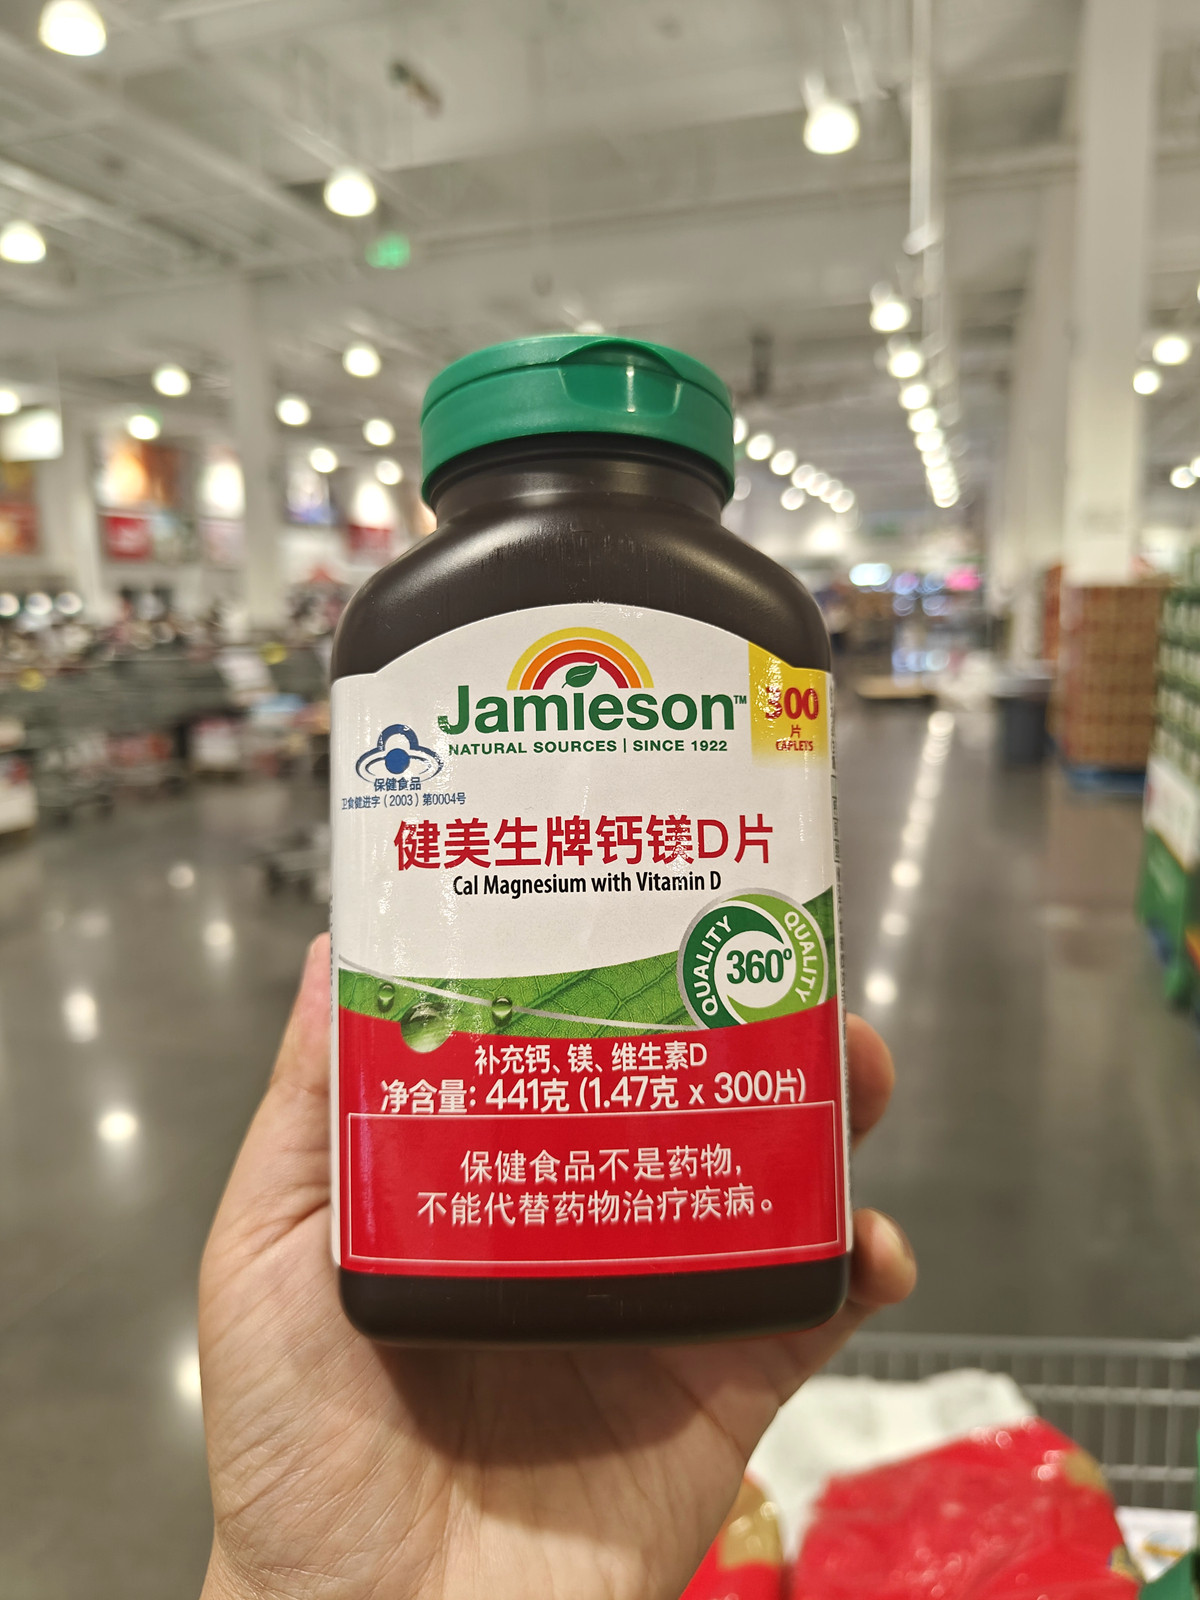 Jamieson™
NATURAL SOURCES | SINCE 1922
300
片
CAPLETS
保健食品
卫食健进字（2003）第0004号
健美生牌钙镁D片
Cal Magnesium with Vitamin D
QUALITY
360°
QUALITY
补充钙、镁、维生素D
净含量：441克 (1.47克 x 300片)
保健食品不是药物，
不能代替药物治疗疾病。